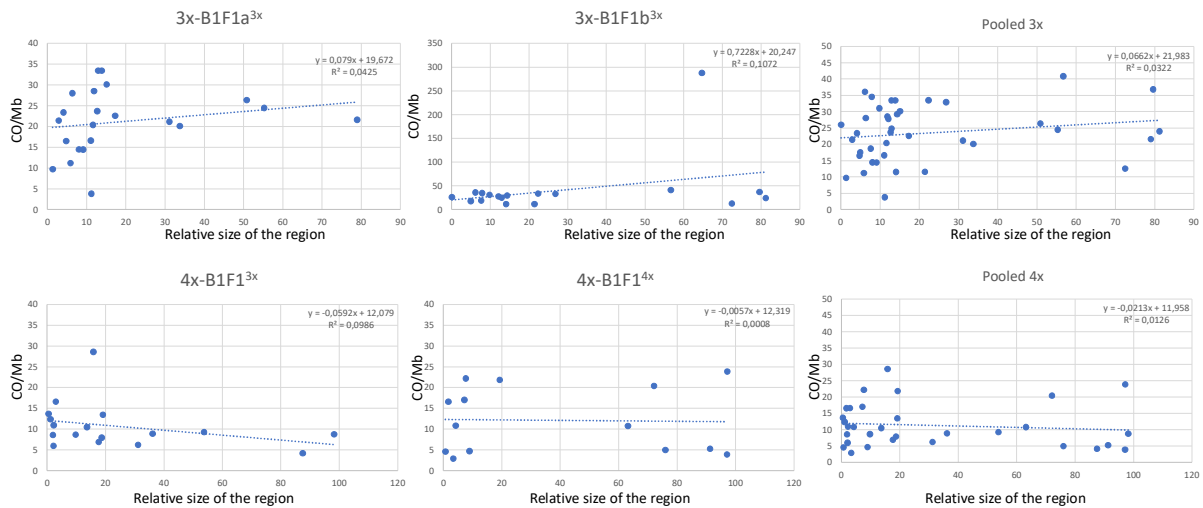 3x-B1F1a3x
40
35
30
25
20
15
10
5
0
CO/Mb
y = 0,079x + 19,672
R² = 0,0425
0 10 20 30 40 50 60 70 80 90
Relative size of the region
3x-B1F1b3x
350
300
250
200
150
100
50
0
CO/Mb
y = 0,7228x + 20,247
R² = 0,1072
0 10 20 30 40 50 60 70 80 90
Relative size of the region
Pooled 3x
50
45
40
35
30
25
20
15
10
5
0
CO/Mb
y = 0,0662x + 21,983
R² = 0,0322
0 10 20 30 40 50 60 70 80 90
Relative size of the region
4x-B1F13x
40
35
30
25
20
15
10
5
0
CO/Mb
y = -0,0592x + 12,079
R² = 0,0986
0 20 40 60 80 100 120
Relative size of the region
4x-B1F14x
40
35
30
25
20
15
10
5
0
CO/Mb
y = -0,0057x + 12,319
R² = 0,0008
0 20 40 60 80 100 120
Relative size of the region
Pooled 4x
50
45
40
35
30
25
20
15
10
5
0
CO/Mb
y = -0,0213x + 11,958
R² = 0,0126
0 20 40 60 80 100 120
Relative size of the region